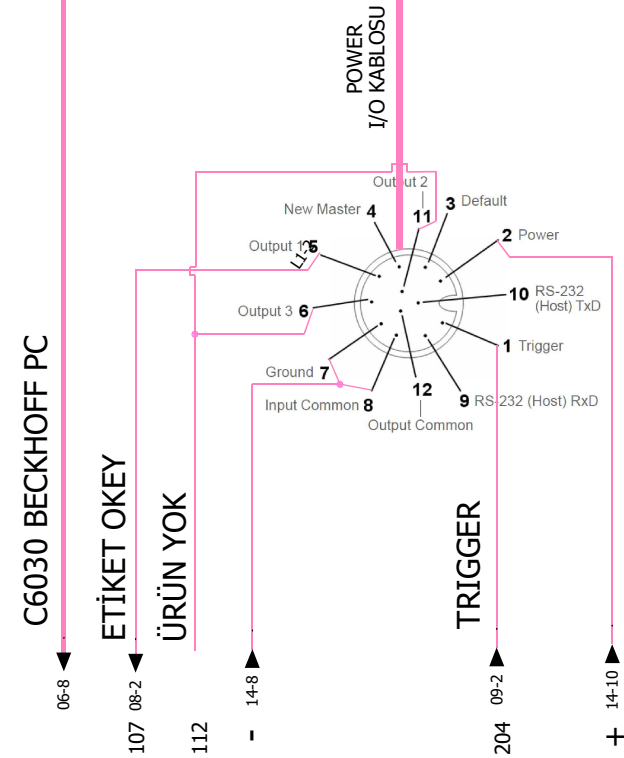 POWER
I/O KABLOSU
Output 2
11
3 Default
New Master 4
2 Power
Output 1 5
L1-2
10 RS-232
(Host) TxD
Output 3 6
1 Trigger
Ground 7
12
Input Common 8
9 RS-232 (Host) RxD
Output Common
C6030 BECKHOFF PC
ETİKET OKEY
ÜRÜN YOK
TRIGGER
06-8
08-2
14-8
09-2
14-10
107
112
-
204
+